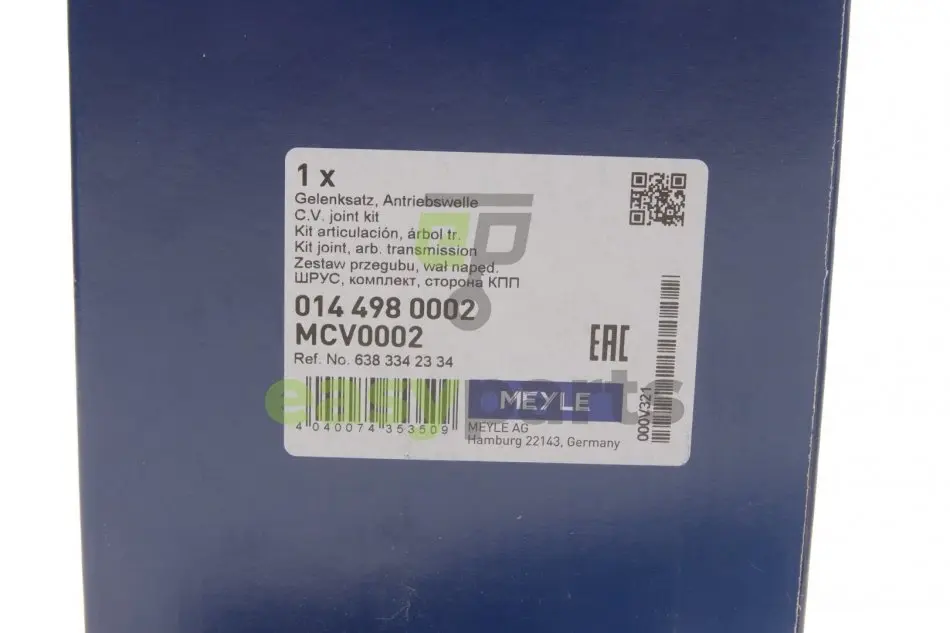 1 x
Gelenksatz, Antriebswelle
C.V. joint kit
Kit articulación, árbol tr.
Kit joint, arb. transmission
Zestaw przegubu, wał napęd.
ШРУС, комплект, сторона КПП
014 498 0002
MCV0002
Ref. No. 638 334 23 34
EAC
easyparts
4 040074 353509
MEYLE
MEYLE AG
Hamburg 22143, Germany
000V321